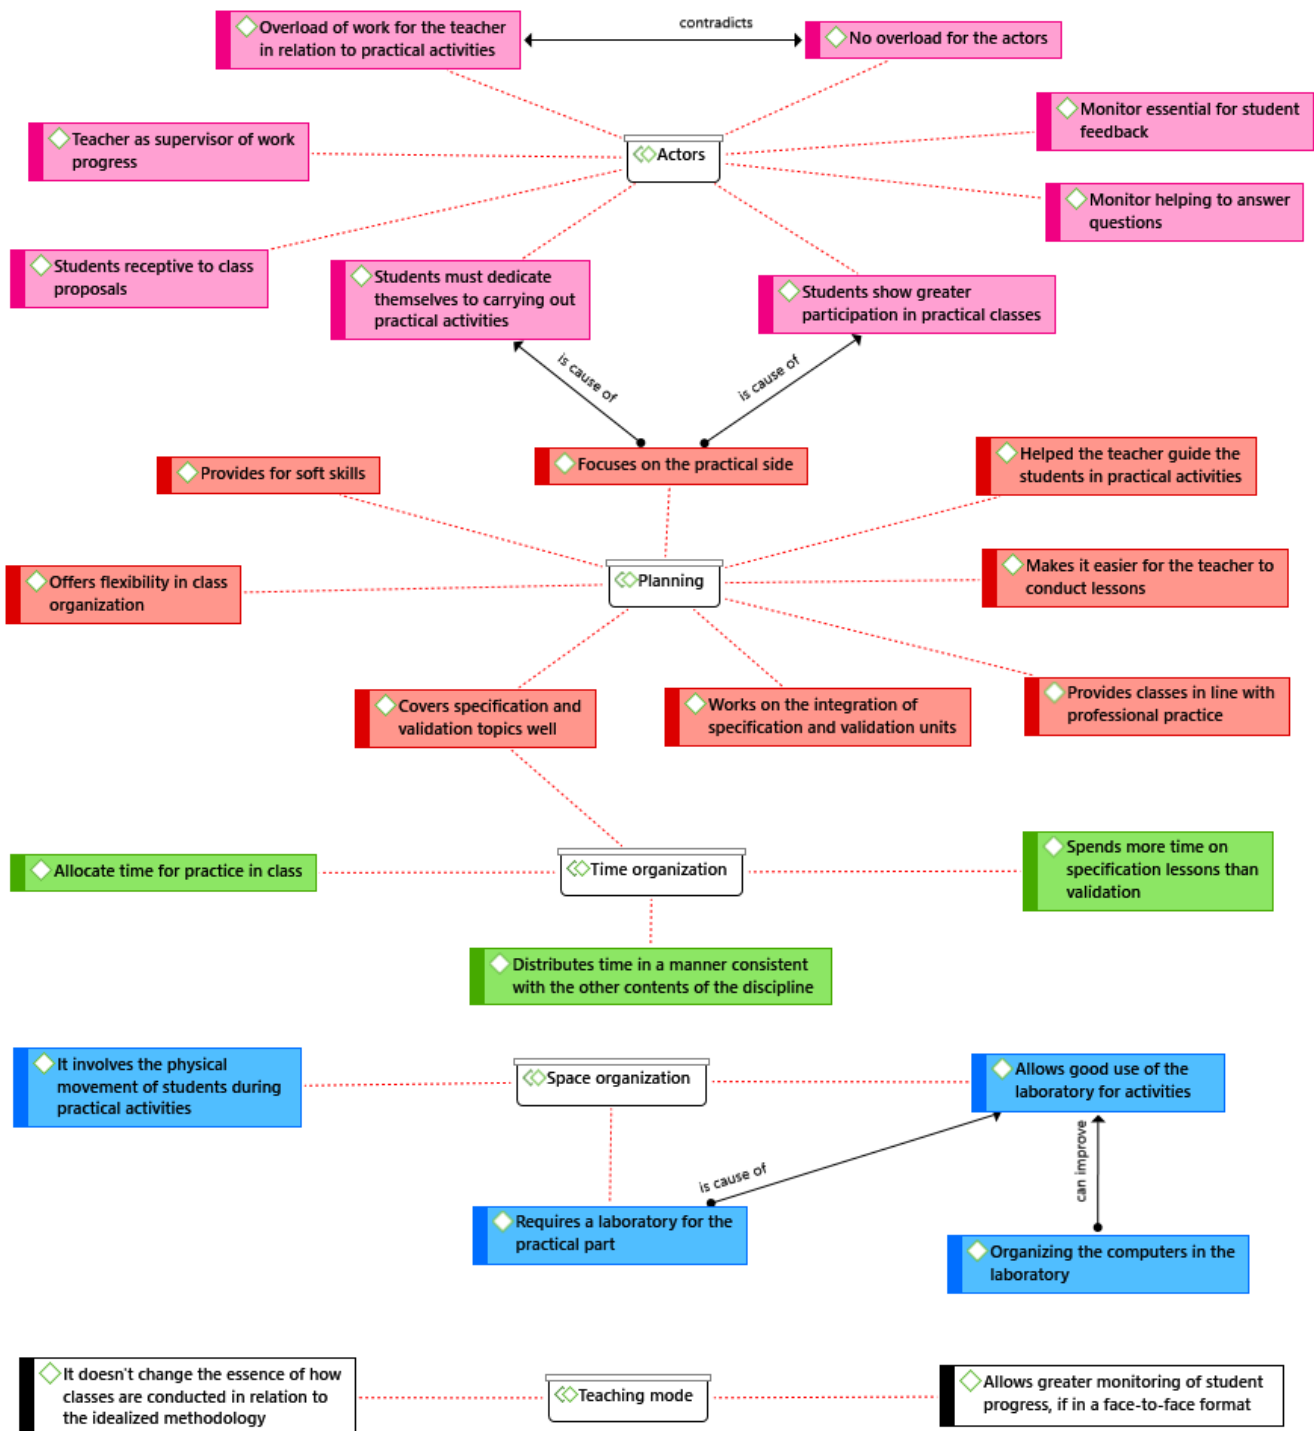 Overload of work for the teacher
in relation to practical activities
contradicts
No overload for the actors
Monitor essential for student
feedback
Teacher as supervisor of work
progress
Actors
Monitor helping to answer
questions
Students receptive to class
proposals
Students must dedicate
themselves to carrying out
practical activities
Students show greater
participation in practical classes
is cause of
is cause of
Provides for soft skills
Focuses on the practical side
Helped the teacher guide the
students in practical activities
Offers flexibility in class
organization
Planning
Makes it easier for the teacher to
conduct lessons
Covers specification and
validation topics well
Works on the integration of
specification and validation units
Provides classes in line with
professional practice
Allocate time for practice in class
Time organization
Spends more time on
specification lessons than
validation
Distributes time in a manner consistent
with the other contents of the discipline
It involves the physical
movement of students during
practical activities
Space organization
Allows good use of the
laboratory for activities
is cause of
can improve
Requires a laboratory for the
practical part
Organizing the computers in the
laboratory
It doesn't change the essence of how
classes are conducted in relation to
the idealized methodology
Teaching mode
Allows greater monitoring of student
progress, if in a face-to-face format